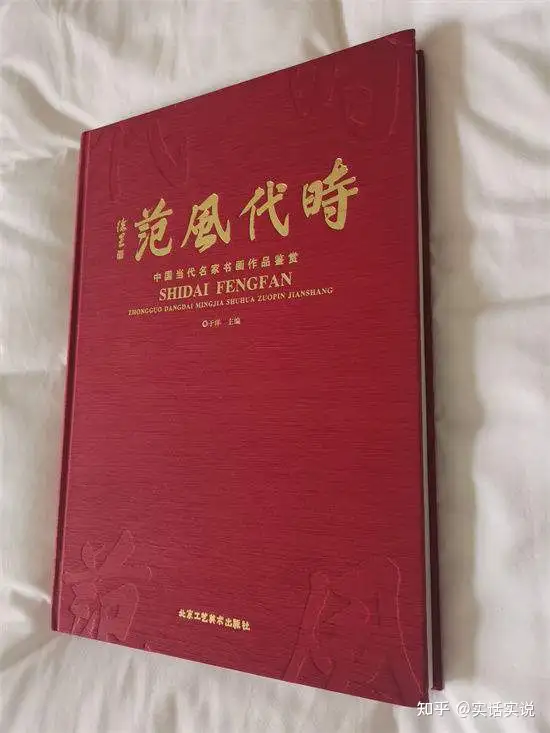 時代風范
中国当代名家书画作品鉴赏
SHIDAI FENGFAN
ZHONGGUO DANGDAI MINGJIA SHUHUA ZUOPIN JIANSHANG
◎于洋 主编
北京工艺美术出版社
知乎 @实话实说